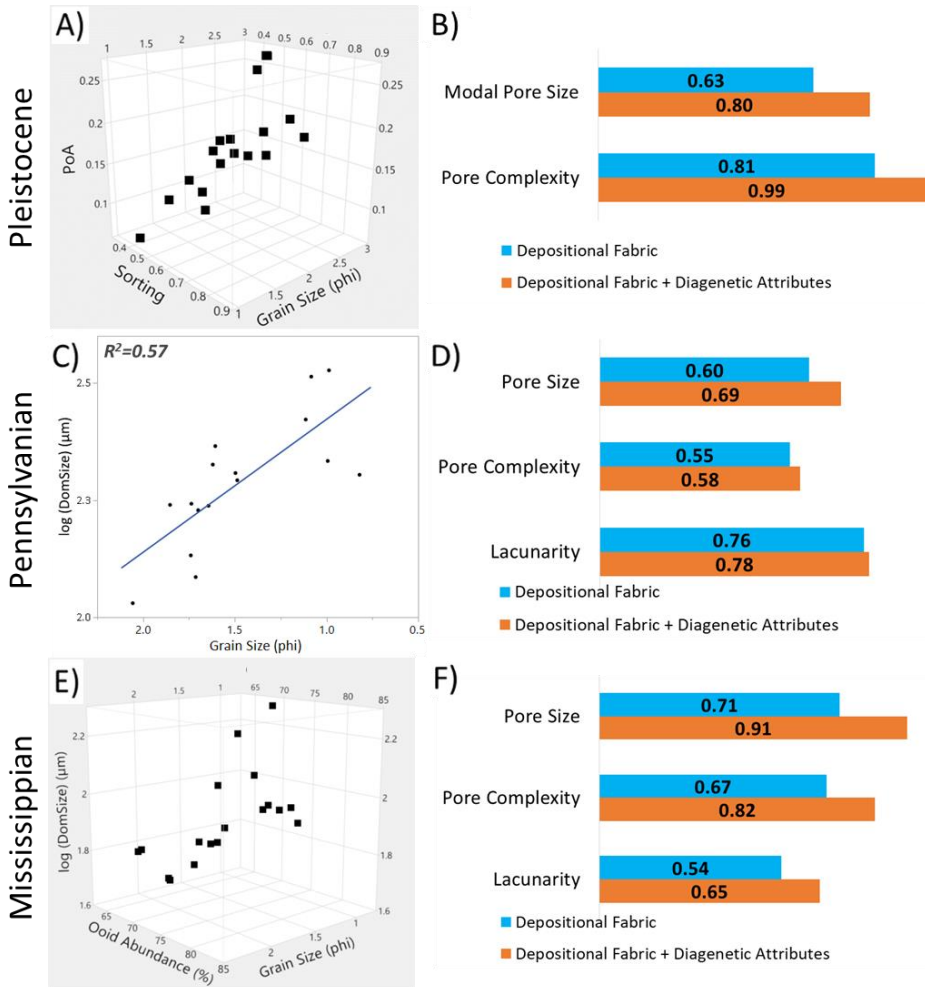 Pleistocene
A)
1
1.5
2
2.5
3
0.4
0.5
0.6
0.7
0.8
0.9
0.25
0.2
0.15
0.1
PoA
0.25
0.2
0.15
0.1
0.4
0.5
0.6
0.7
0.8
0.9
Sorting
1
1.5
2
2.5
3
Grain Size (phi)
B)
Modal Pore Size
0.63
0.80
Pore Complexity
0.81
0.99
Depositional Fabric
Depositional Fabric + Diagenetic Attributes
Pennsylvanian
C)
R²=0.57
2.5
2.3
2.0
log (DomSize) (µm)
2.0
1.5
1.0
0.5
Grain Size (phi)
D)
Pore Size
0.60
0.69
Pore Complexity
0.55
0.58
Lacunarity
0.76
0.78
Depositional Fabric
Depositional Fabric + Diagenetic Attributes
Mississippian
E)
2
1.5
1
65
70
75
80
85
2.2
2
1.8
1.6
log (DomSize) (µm)
2.2
2
1.8
1.6
65
70
75
80
85
Ooid Abundance (%)
2
1.5
1
Grain Size (phi)
F)
Pore Size
0.71
0.91
Pore Complexity
0.67
0.82
Lacunarity
0.54
0.65
Depositional Fabric
Depositional Fabric + Diagenetic Attributes